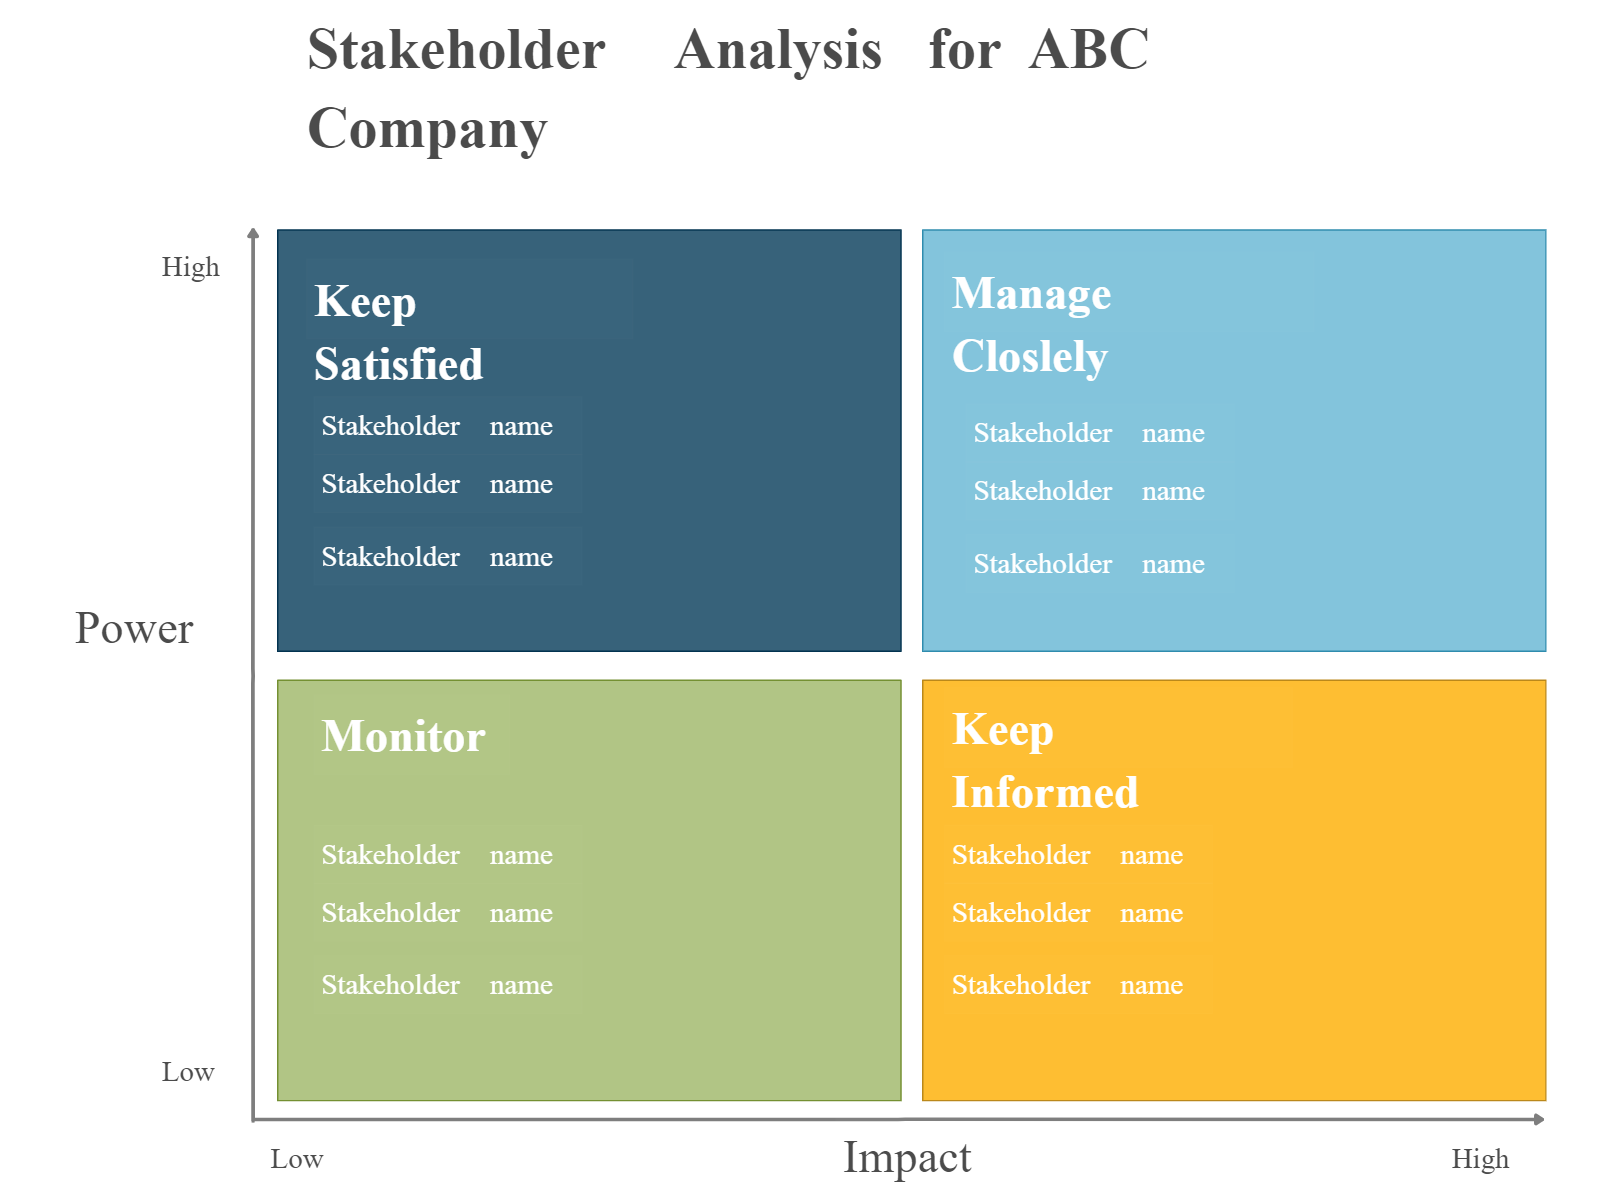 Stakeholder Analysis for ABC
Company
High
Keep
Satisfied
Stakeholder name
Stakeholder name
Stakeholder name
Manage
Closlely
Stakeholder name
Stakeholder name
Stakeholder name
Power
Monitor
Stakeholder name
Stakeholder name
Stakeholder name
Keep
Informed
Stakeholder name
Stakeholder name
Stakeholder name
Low
Low
Impact
High